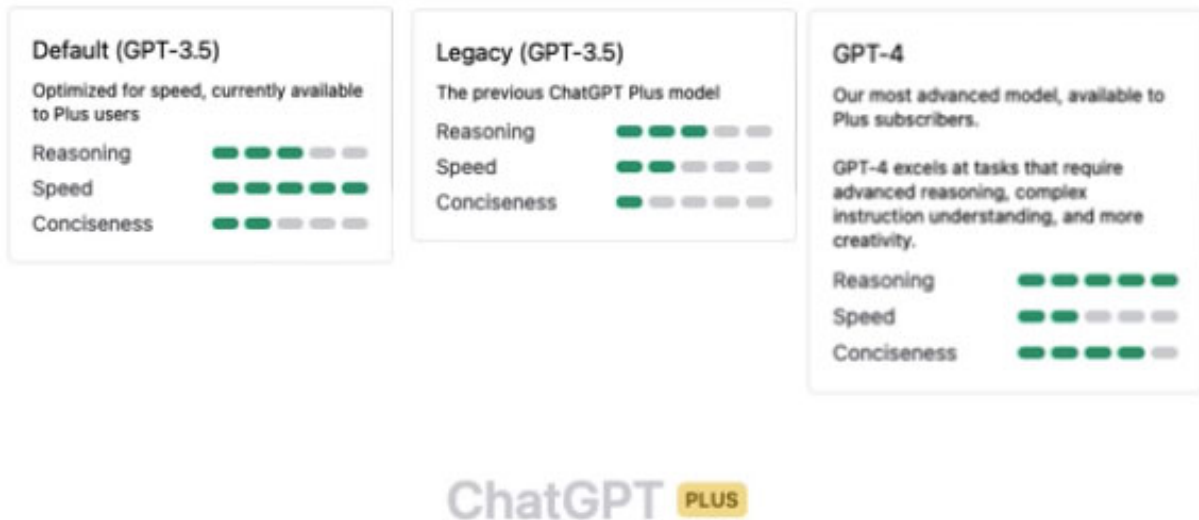 Default (GPT-3.5)
Optimized for speed, currently available
to Plus users
Reasoning
Speed
Conciseness
Legacy (GPT-3.5)
The previous ChatGPT Plus model
Reasoning
Speed
Conciseness
GPT-4
Our most advanced model, available to
Plus subscribers.
GPT-4 excels at tasks that require
advanced reasoning, complex
instruction understanding, and more
creativity.
Reasoning
Speed
Conciseness
ChatGPT PLUS